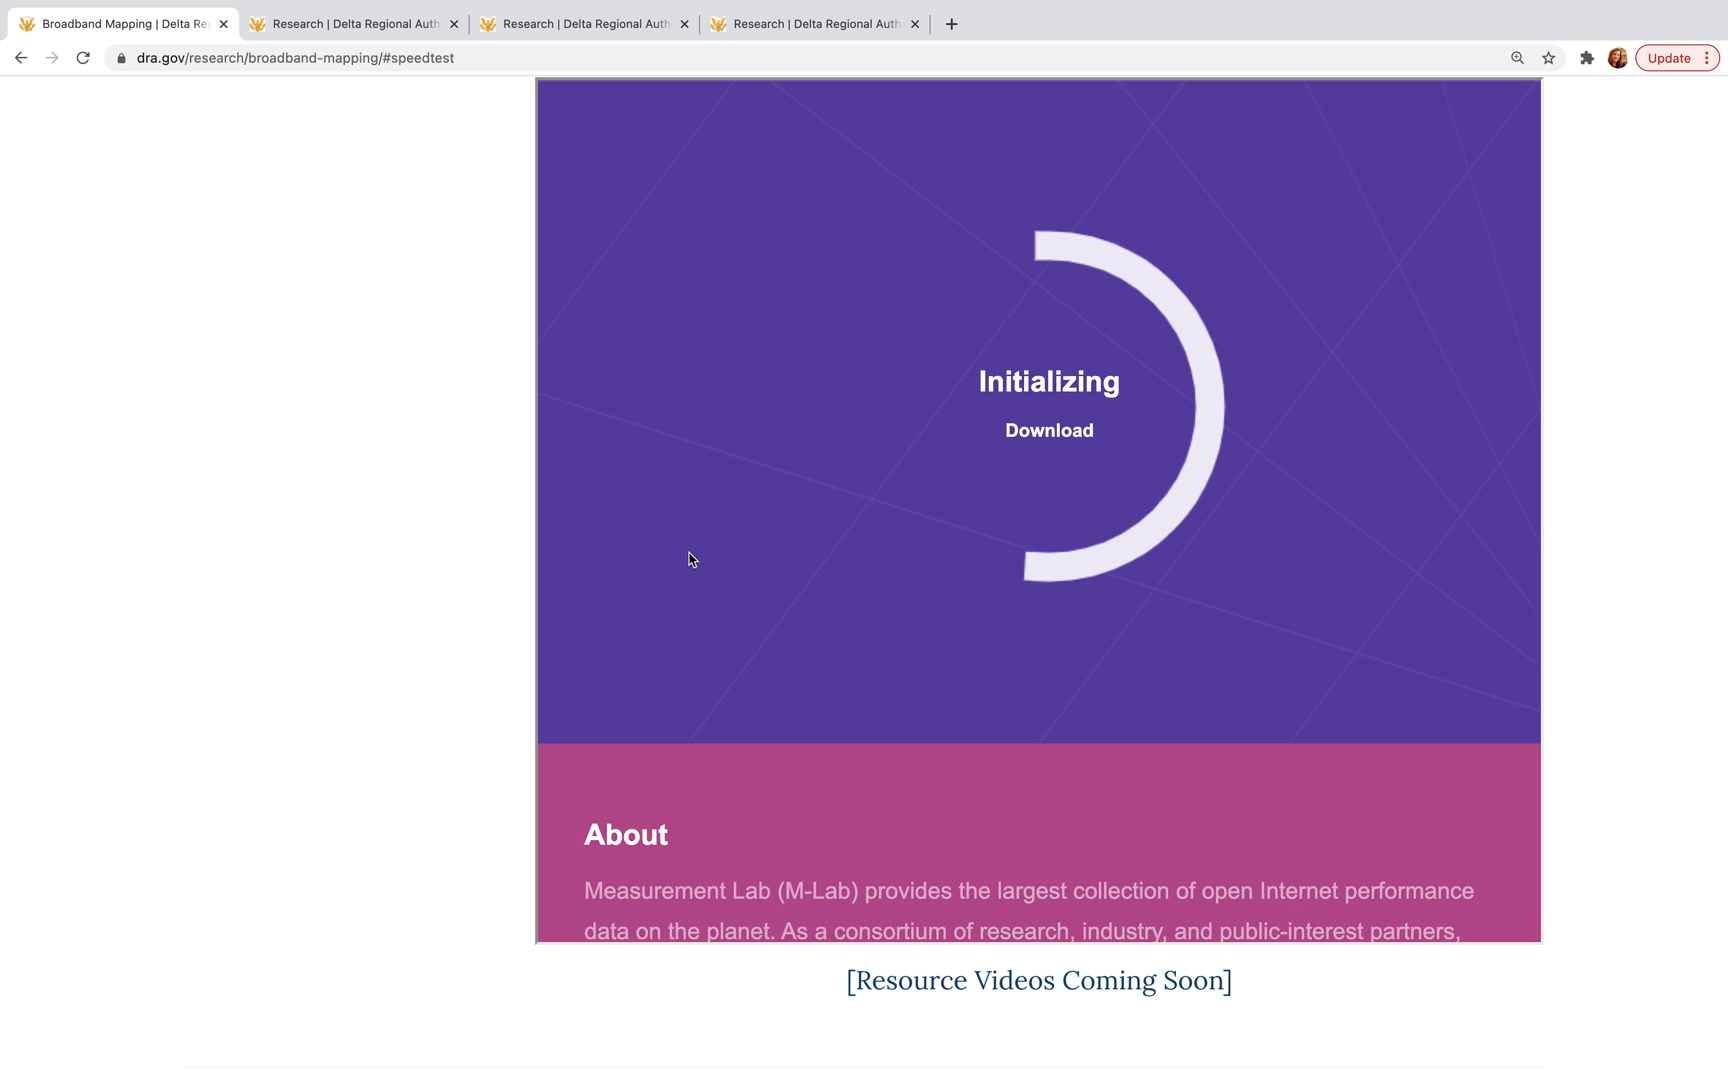 Broadband Mapping | Delta Re
Research | Delta Regional Auth
Research | Delta Regional Auth
Research | Delta Regional Auth
dra.gov/research/broadband-mapping/#speedtest
Update
Initializing
Download
About
Measurement Lab (M-Lab) provides the largest collection of open Internet performance
data on the planet. As a consortium of research, industry, and public-interest partners,
[Resource Videos Coming Soon]